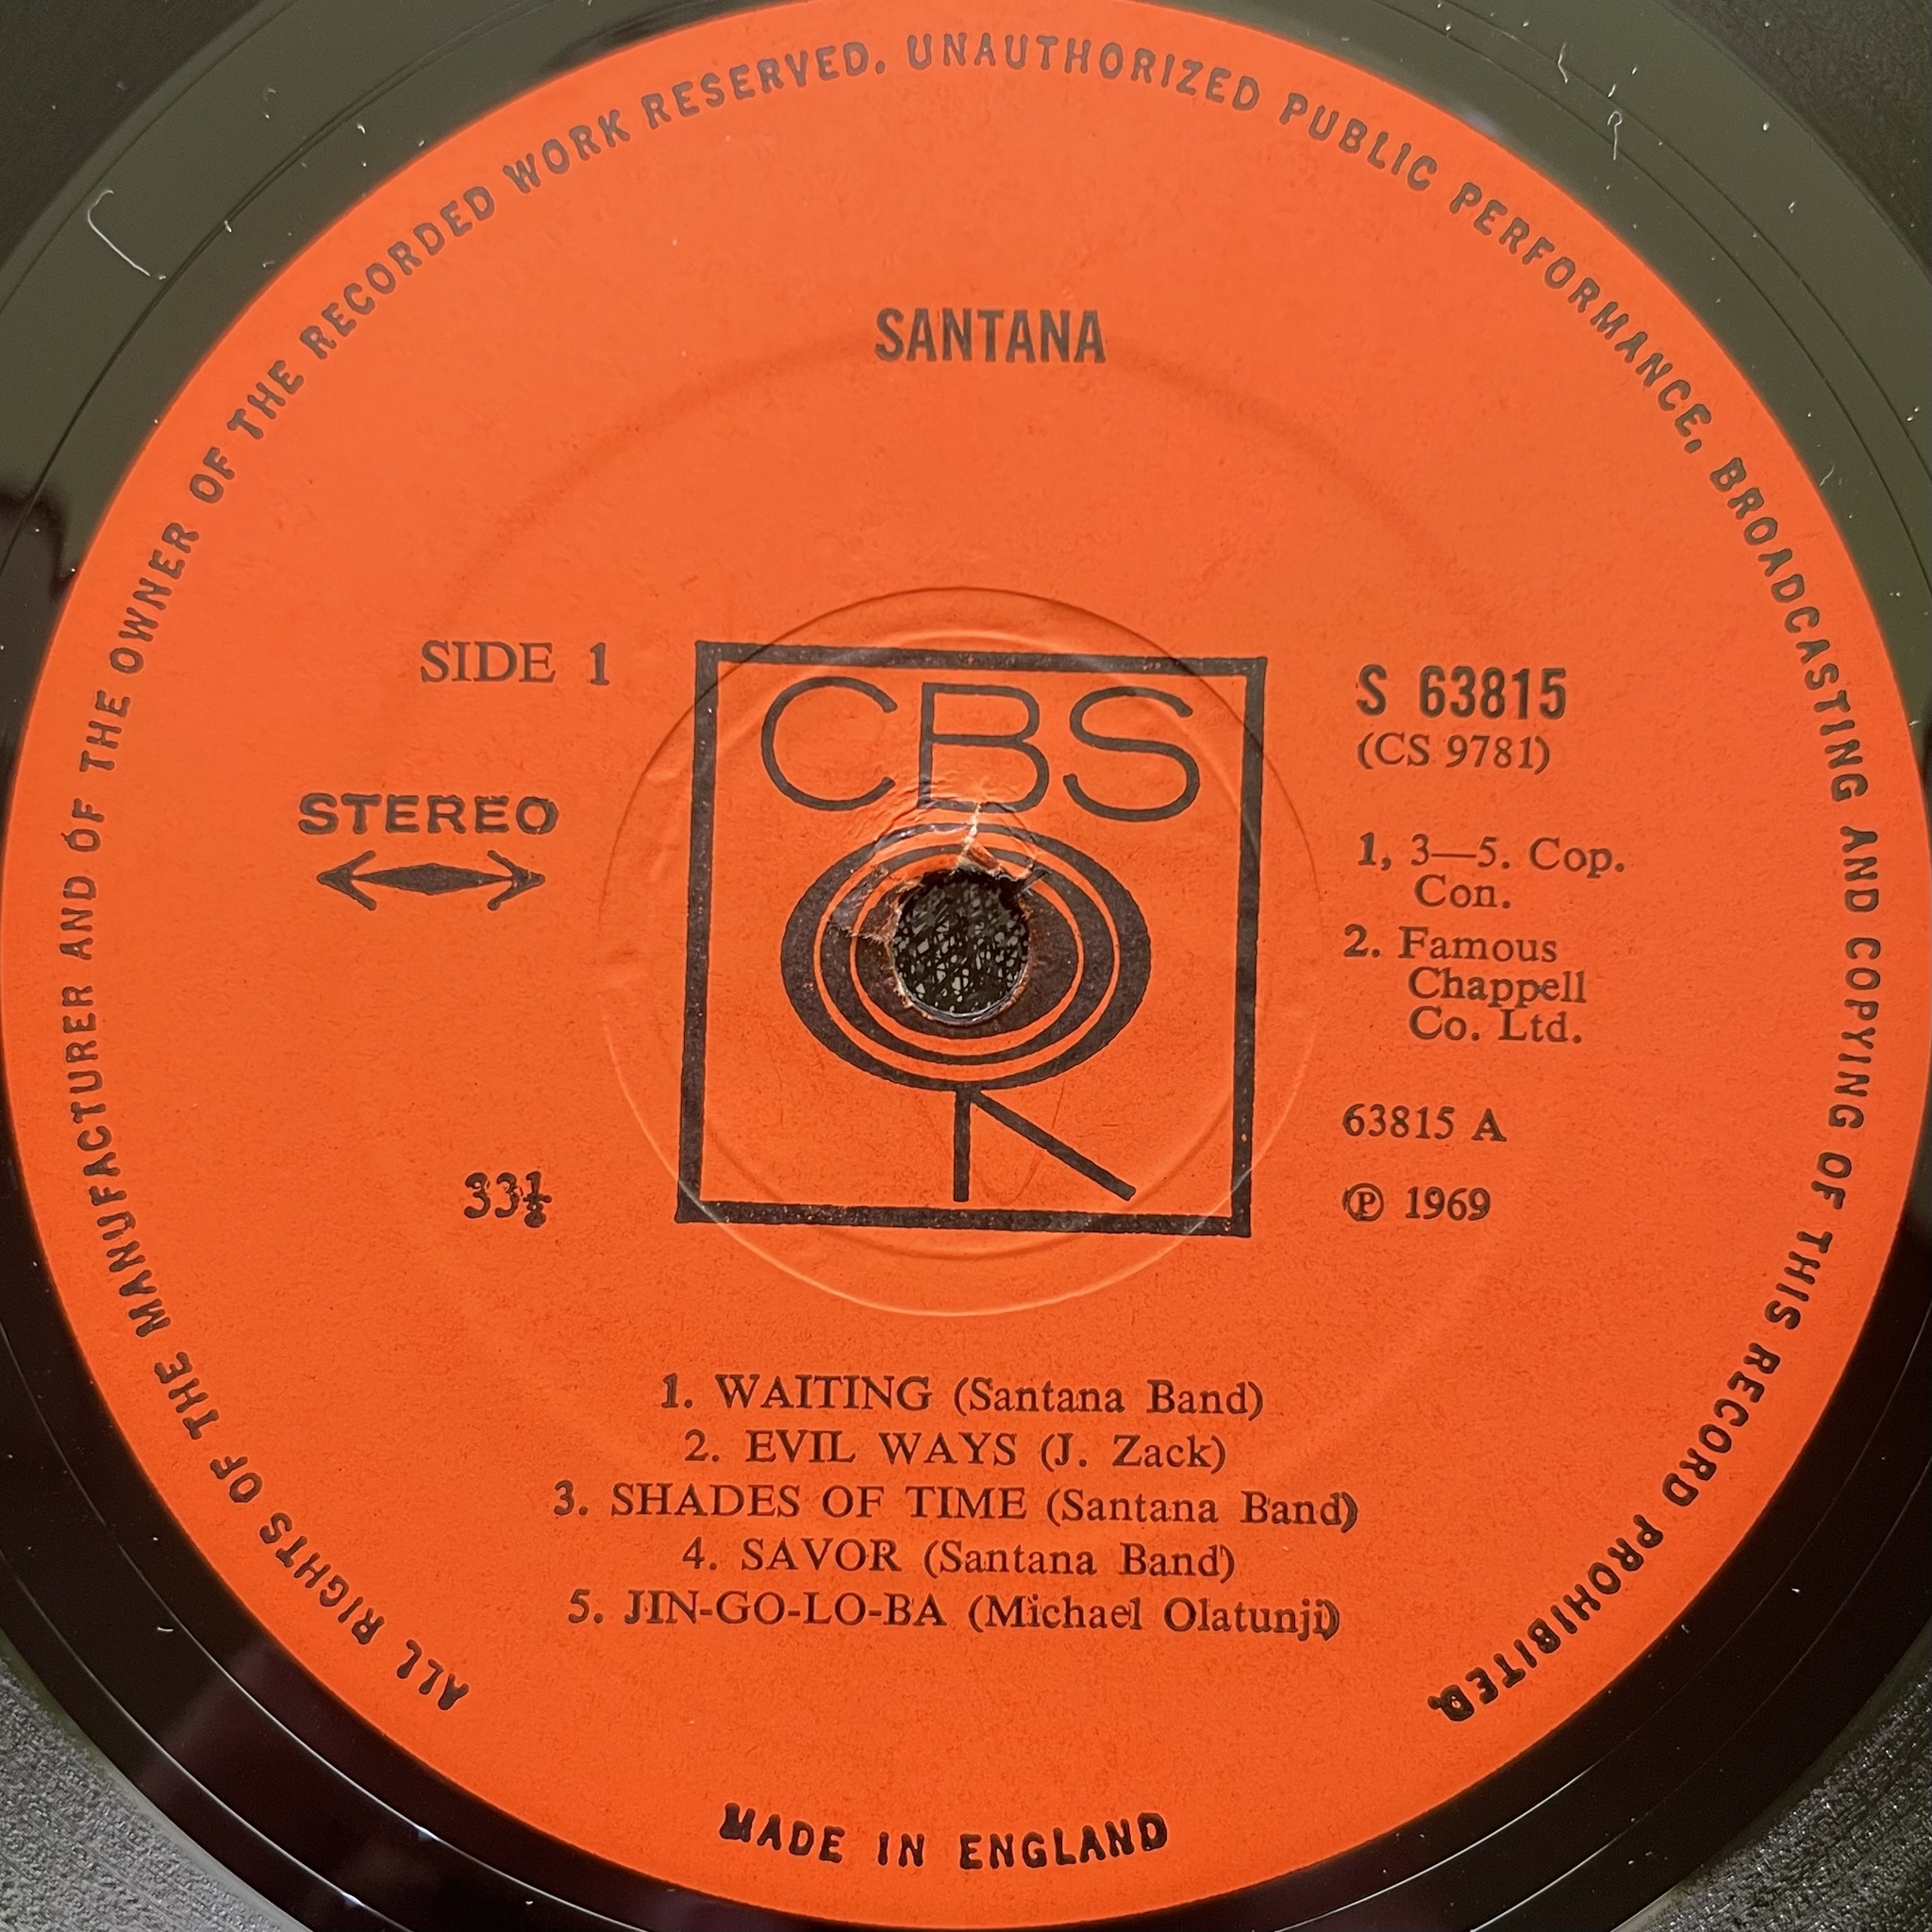 ALL RIGHTS OF THE MANUFACTURER AND OF THE OWNER OF THE RECORDED WORK RESERVED. UNAUTHORIZED PUBLIC PERFORMANCE, BROADCASTING AND COPYING OF THIS RECORD PROHIBITED.
SANTANA
SIDE 1
STEREO
33⅓
CBS
S 63815
(CS 9781)
1, 3—5. Cop.
Con.
2. Famous
Chappell
Co. Ltd.
63815 A
℗ 1969
1. WAITING (Santana Band)
2. EVIL WAYS (J. Zack)
3. SHADES OF TIME (Santana Band)
4. SAVOR (Santana Band)
5. JIN-GO-LO-BA (Michael Olatunji)
MADE IN ENGLAND